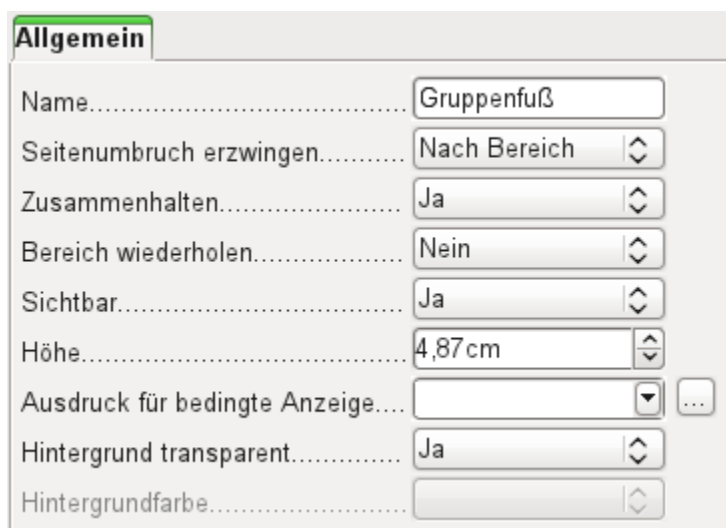 Allgemein
Name..................................... Gruppenfuß
Seitenumbruch erzwingen........... Nach Bereich
Zusammenhalten...................... Ja
Bereich wiederholen.................. Nein
Sichtbar.................................. Ja
Höhe...................................... 4,87cm
Ausdruck für bedingte Anzeige.... ...
Hintergrund transparent............. Ja
Hintergrundfarbe.......................